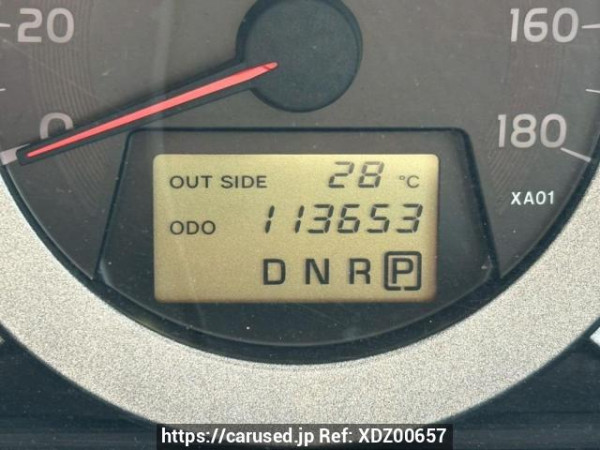 20
160
0
180
OUT SIDE 28 °C
XA01
ODO 113653
D N R P
https://carused.jp Ref: XDZ00657